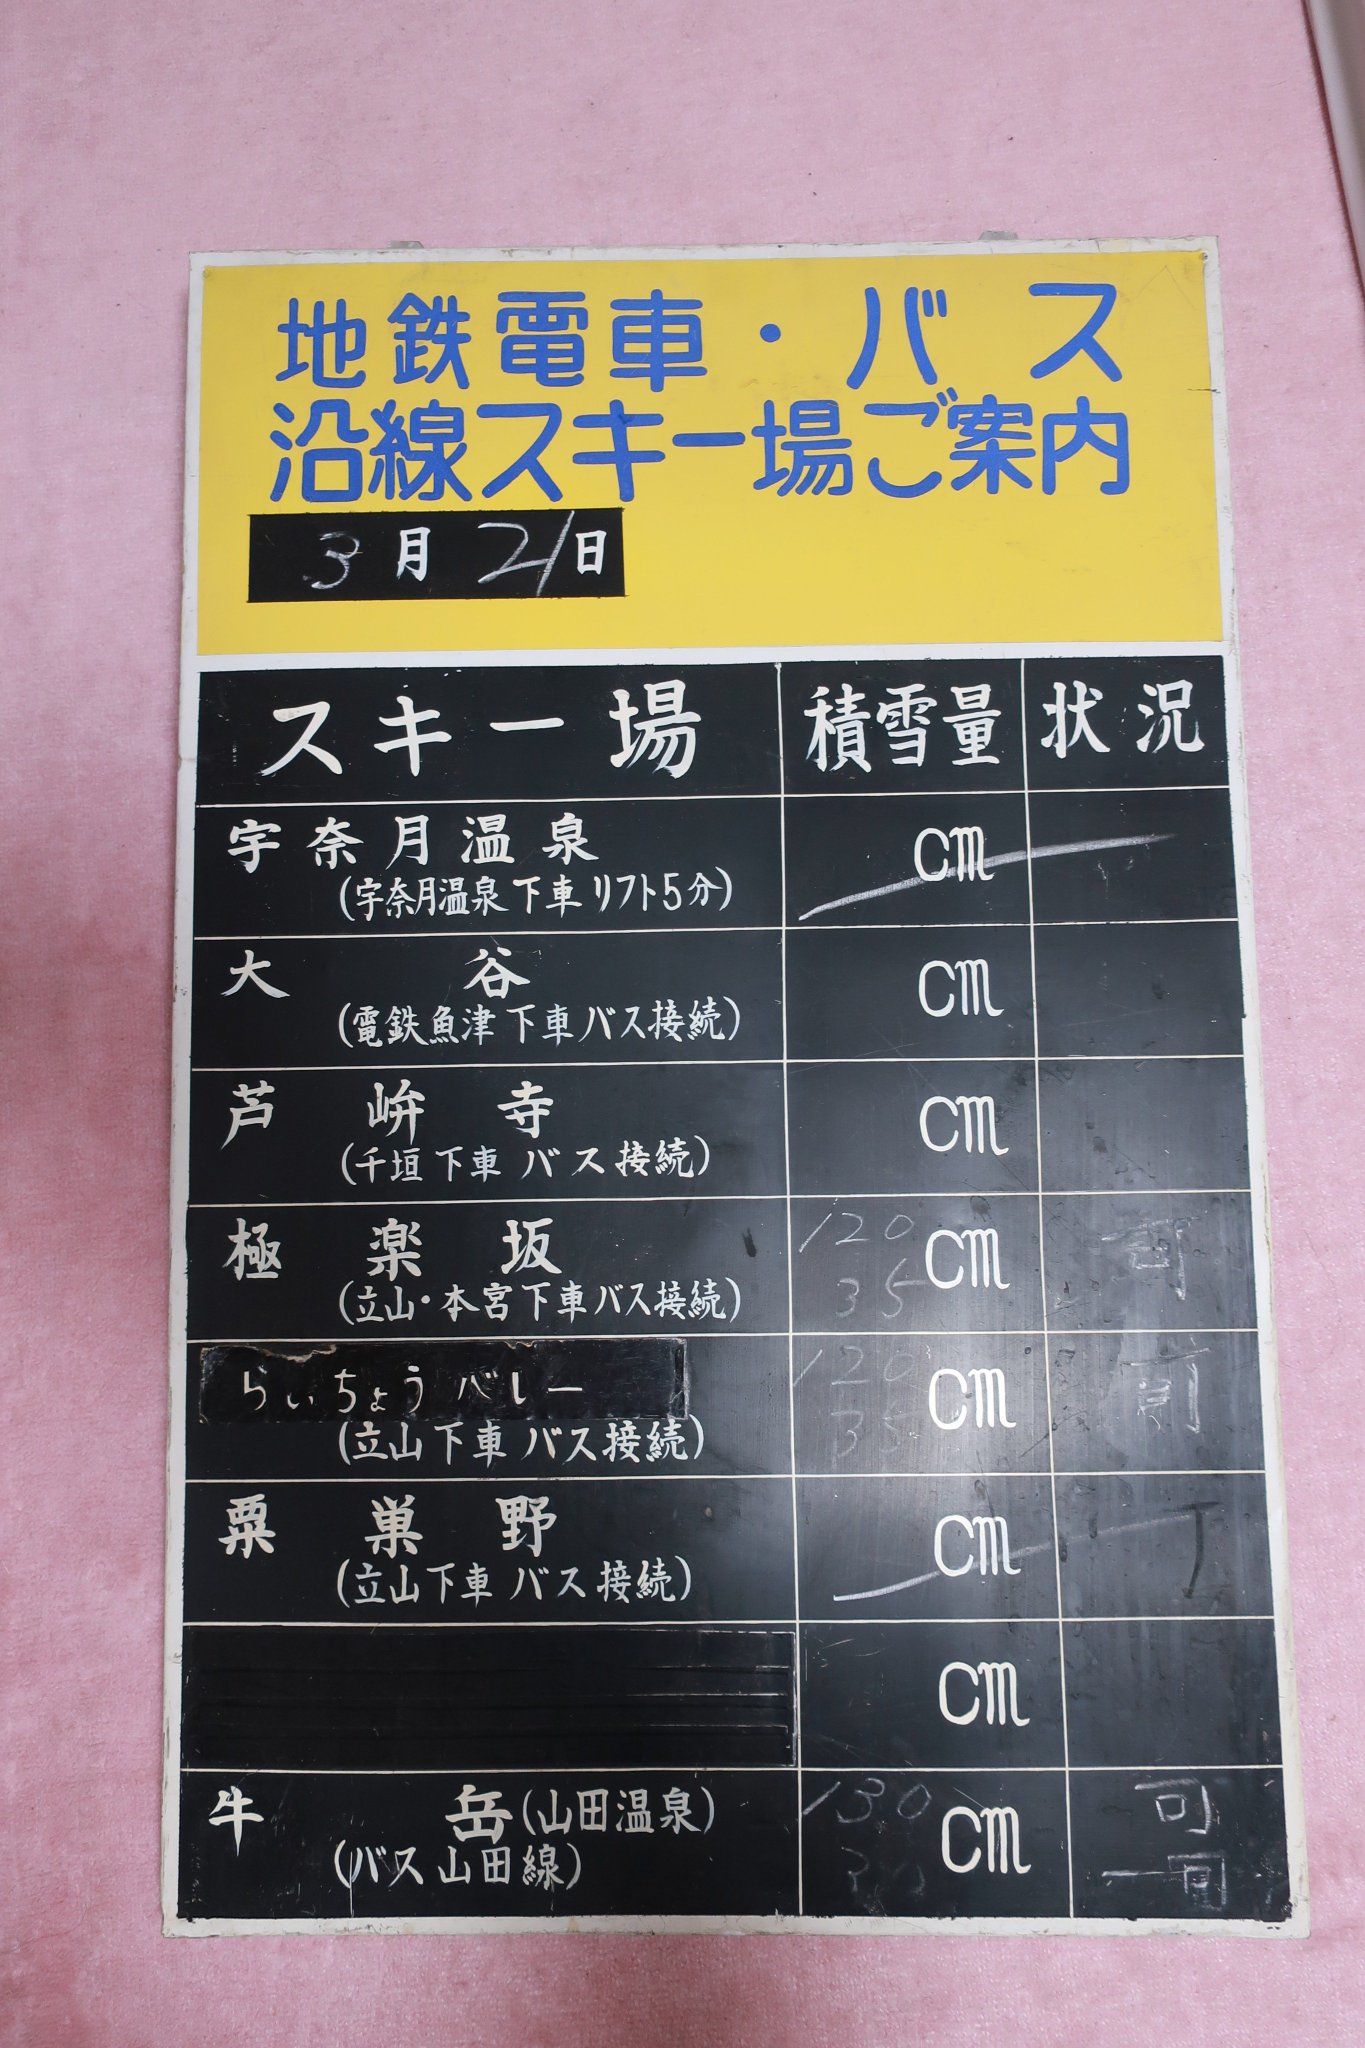 地鉄電車・バス
沿線スキー場ご案内
3月21日
スキー場 積雪量 状況
宇奈月温泉 cm
(宇奈月温泉下車リフト5分)
大谷 cm
(電鉄魚津下車バス接続)
芦峅寺 cm
(千垣下車バス接続)
極楽坂 120 cm 可
(立山・本宮下車バス接続) 35
らいちょうバレー 120 cm 可
(立山下車バス接続) 35
粟巣野 cm
(立山下車バス接続)
cm
牛岳(山田温泉) 130 cm 可
(バス山田線) 30